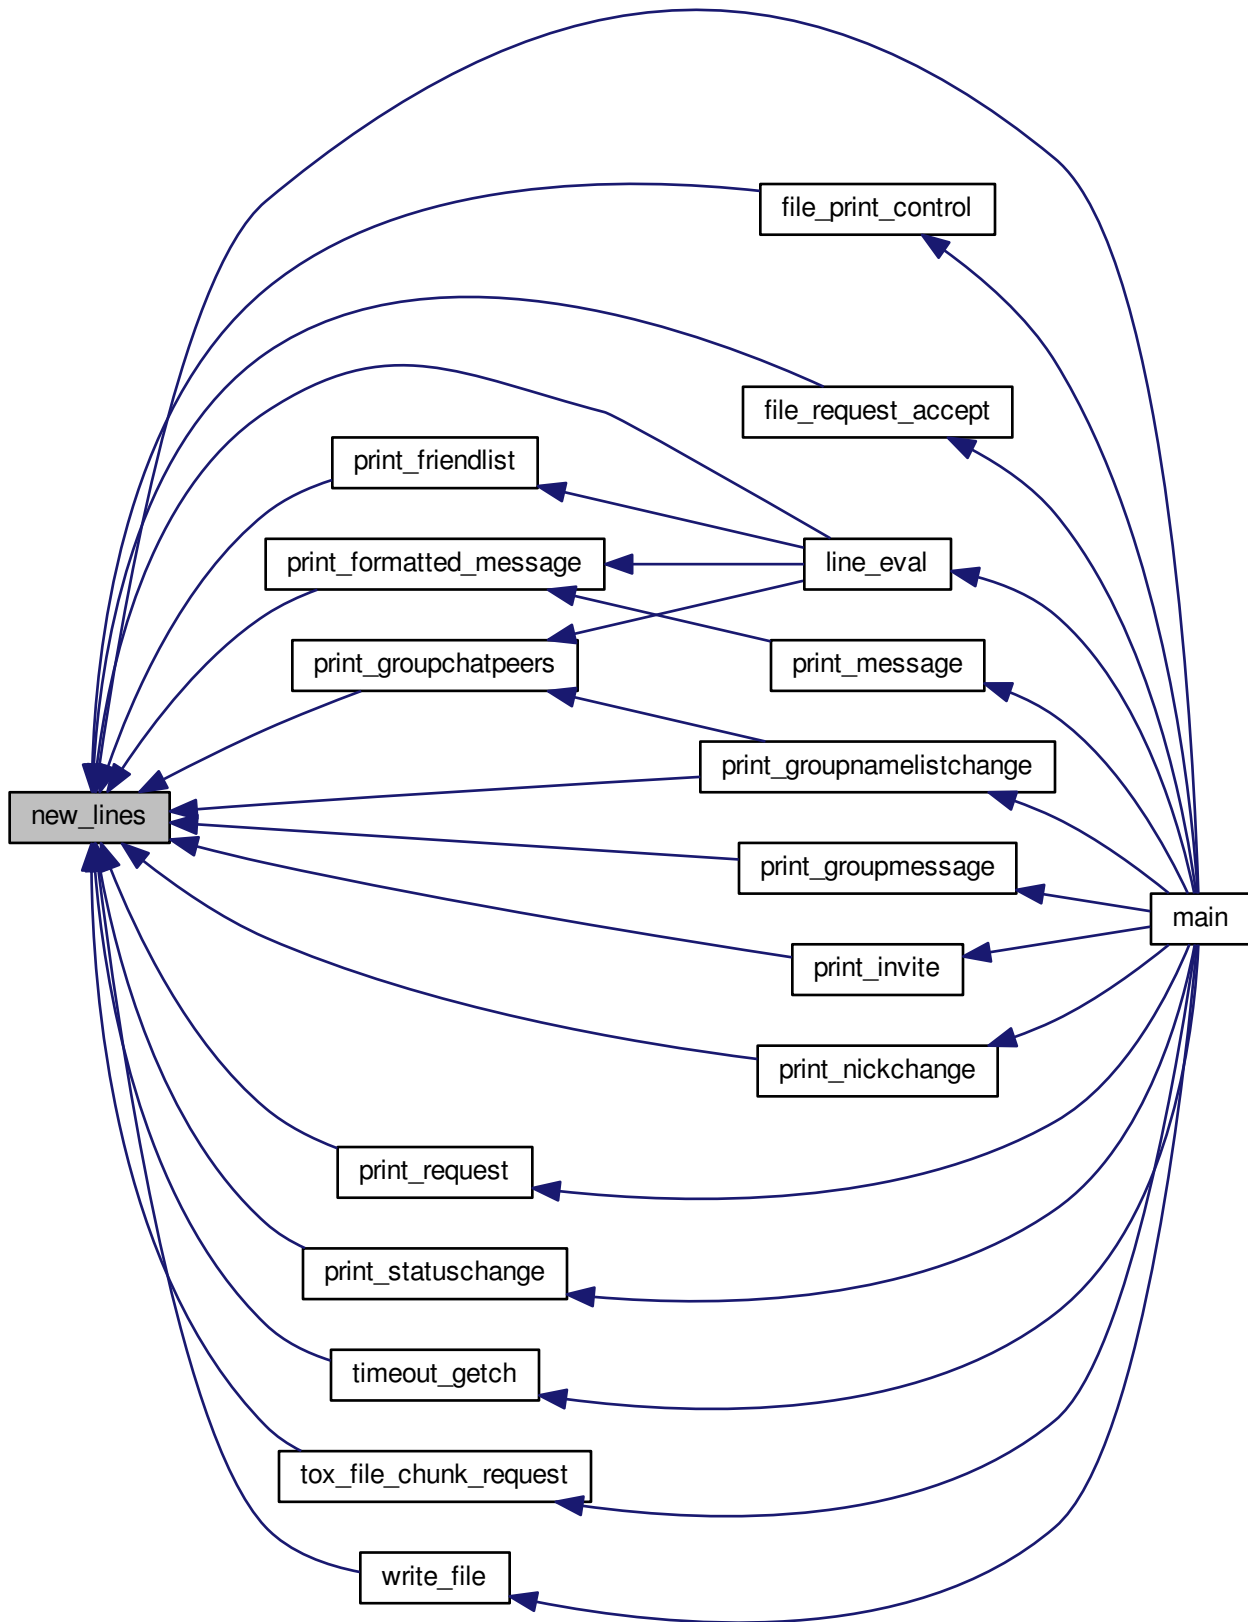 file_print_control
file_request_accept
print_friendlist
print_formatted_message
line_eval
print_groupchatpeers
print_message
print_groupnamelistchange
new_lines
print_groupmessage
main
print_invite
print_nickchange
print_request
print_statuschange
timeout_getch
tox_file_chunk_request
write_file